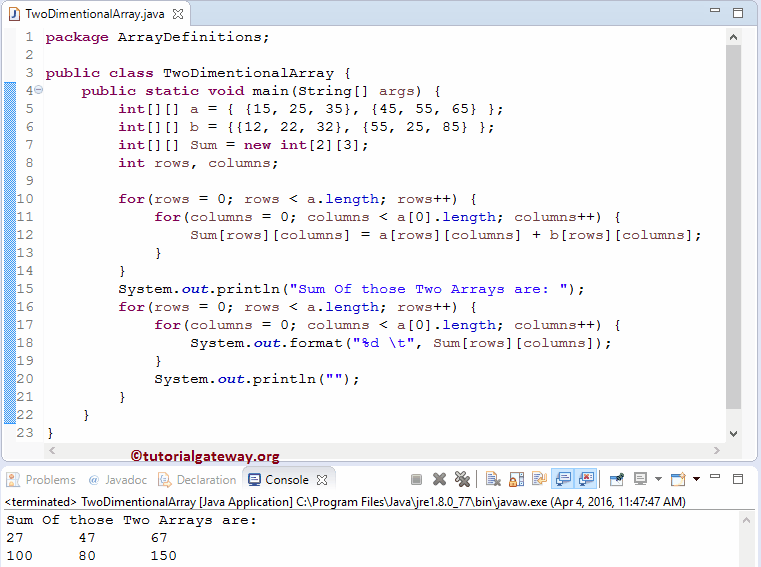 TwoDimentionalArray.java
1 package ArrayDefinitions;
2
3 public class TwoDimentionalArray {
4     public static void main(String[] args) {
5         int[][] a = { {15, 25, 35}, {45, 55, 65} };
6         int[][] b = {{12, 22, 32}, {55, 25, 85} };
7         int[][] Sum = new int[2][3];
8         int rows, columns;
9
10         for(rows = 0; rows < a.length; rows++) {
11             for(columns = 0; columns < a[0].length; columns++) {
12                 Sum[rows][columns] = a[rows][columns] + b[rows][columns];
13             }
14         }
15         System.out.println("Sum Of those Two Arrays are: ");
16         for(rows = 0; rows < a.length; rows++) {
17             for(columns = 0; columns < a[0].length; columns++) {
18                 System.out.format("%d \t", Sum[rows][columns]);
19             }
20             System.out.println("");
21         }
22     }
23 }
©tutorialgateway.org
Problems @ Javadoc Declaration Console
<terminated> TwoDimentionalArray [Java Application] C:\Program Files\Java\jre1.8.0_77\bin\javaw.exe (Apr 4, 2016, 11:47:47 AM)
Sum Of those Two Arrays are:
27 47 67
100 80 150